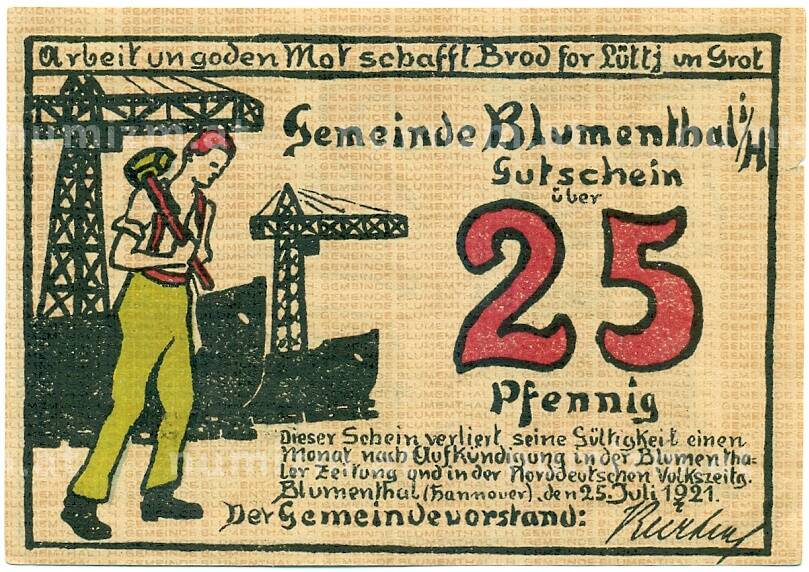 Arbeit un goden Mot schafft Brod for Lüttj un Grot
Gemeinde Blumenthal i/H
Gutschein
über
25
Pfennig
Dieser Schein verliert seine Gültigkeit einen
Monat nach Aufkündigung in der Blumentha-
ler Zeitung und in der Norddeutschen Volkszeitg.
Blumenthal (Hannover), den 25. Juli 1921.
Der Gemeindevorstand: